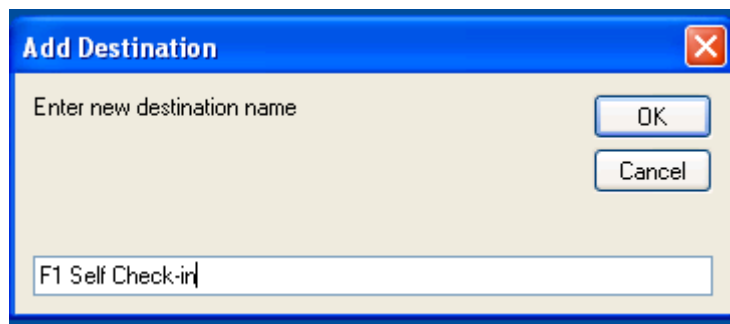 Add Destination
Enter new destination name
OK
Cancel
F1 Self Check-in